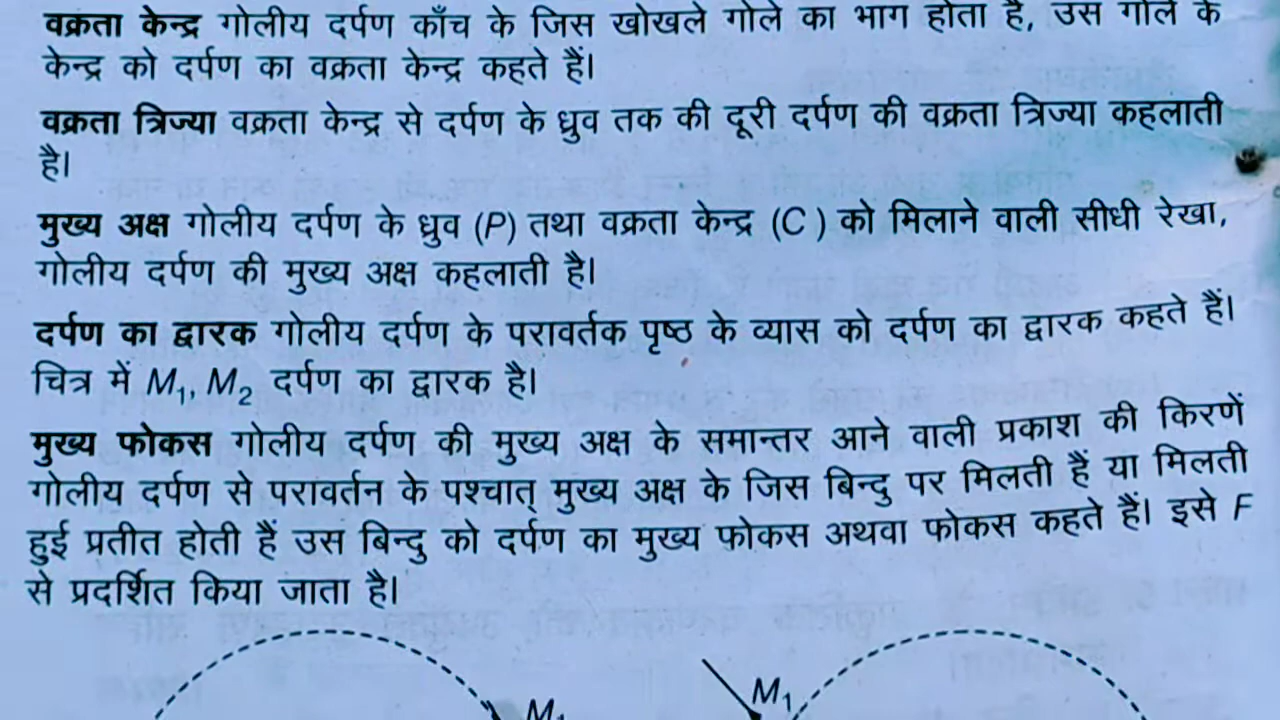 वक्रता केन्द्र गोलीय दर्पण काँच के जिस खोखले गोले का भाग होता है, उस गोले के
केन्द्र को दर्पण का वक्रता केन्द्र कहते हैं।
वक्रता त्रिज्या वक्रता केन्द्र से दर्पण के ध्रुव तक की दूरी दर्पण की वक्रता त्रिज्या कहलाती
है।
मुख्य अक्ष गोलीय दर्पण के ध्रुव (P) तथा वक्रता केन्द्र (C) को मिलाने वाली सीधी रेखा,
गोलीय दर्पण की मुख्य अक्ष कहलाती है।
दर्पण का द्वारक गोलीय दर्पण के परावर्तक पृष्ठ के व्यास को दर्पण का द्वारक कहते हैं।
चित्र में M₁, M₂ दर्पण का द्वारक है।
मुख्य फोकस गोलीय दर्पण की मुख्य अक्ष के समान्तर आने वाली प्रकाश की किरणें
गोलीय दर्पण से परावर्तन के पश्चात् मुख्य अक्ष के जिस बिन्दु पर मिलती हैं या मिलती
हुई प्रतीत होती हैं उस बिन्दु को दर्पण का मुख्य फोकस अथवा फोकस कहते हैं। इसे F
से प्रदर्शित किया जाता है।
M₁ M₁